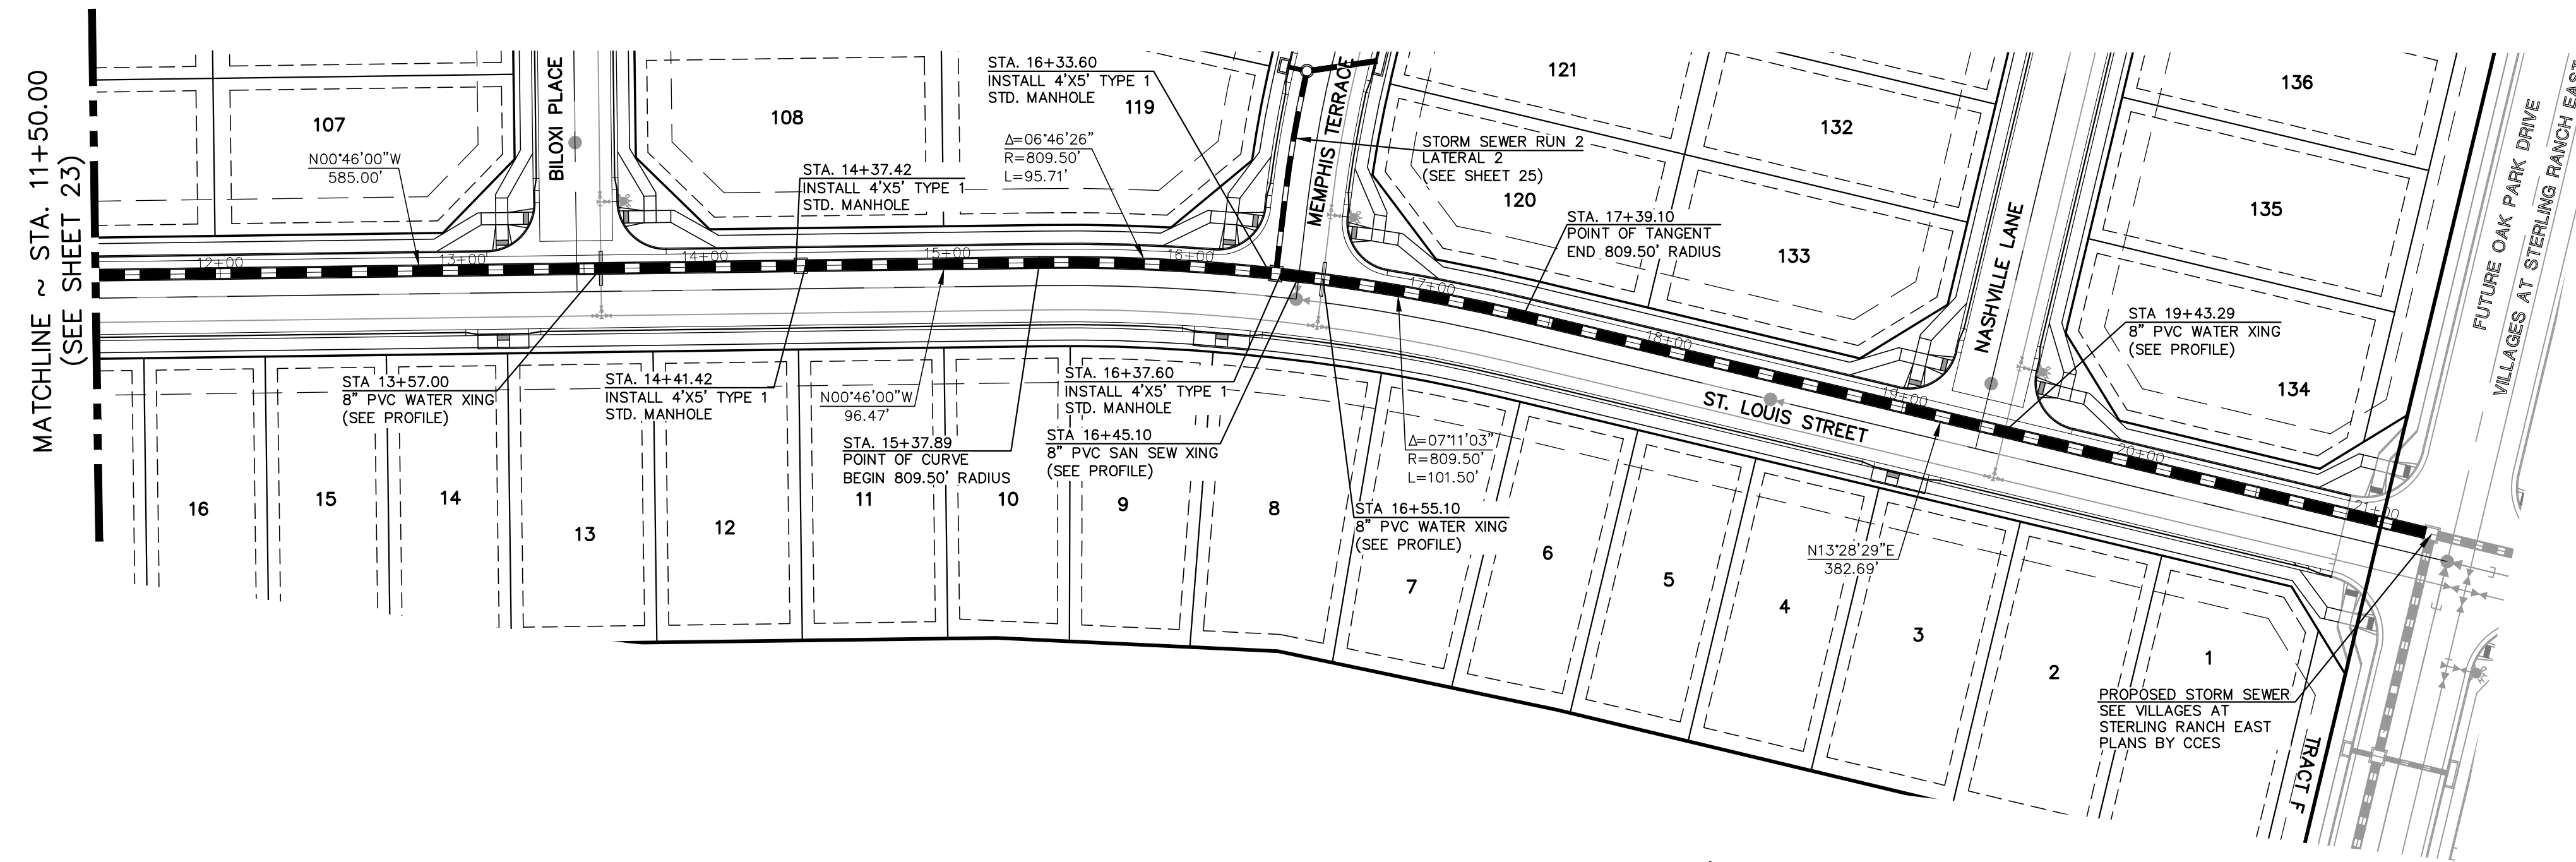 MATCHLINE ~ STA. 11+50.00
(SEE SHEET 23)
107
N00°46'00"W
585.00'
BILOXI PLACE
108
STA. 14+37.42
INSTALL 4'X5' TYPE 1
STD. MANHOLE
STA. 16+33.60
INSTALL 4'X5' TYPE 1
STD. MANHOLE
119
Δ=06°46'26"
R=809.50'
L=95.71'
MEMPHIS TERRACE
STORM SEWER RUN 2
LATERAL 2
(SEE SHEET 25)
121
120
132
133
STA. 17+39.10
POINT OF TANGENT
END 809.50' RADIUS
NASHVILLE LANE
136
135
134
STA 19+43.29
8" PVC WATER XING
(SEE PROFILE)
FUTURE OAK PARK DRIVE
VILLAGES AT STERLING RANCH EAST
12+00
13+00
14+00
15+00
16+00
17+00
18+00
19+00
20+00
21+00
STA 13+57.00
8" PVC WATER XING
(SEE PROFILE)
STA. 14+41.42
INSTALL 4'X5' TYPE 1
STD. MANHOLE
N00°46'00"W
96.47'
STA. 15+37.89
POINT OF CURVE
BEGIN 809.50' RADIUS
STA. 16+37.60
INSTALL 4'X5' TYPE 1
STD. MANHOLE
STA 16+45.10
8" PVC SAN SEW XING
(SEE PROFILE)
Δ=07°11'03"
R=809.50'
L=101.50'
STA 16+55.10
8" PVC WATER XING
(SEE PROFILE)
ST. LOUIS STREET
N13°28'29"E
382.69'
16
15
14
13
12
11
10
9
8
7
6
5
4
3
2
1
PROPOSED STORM SEWER
SEE VILLAGES AT
STERLING RANCH EAST
PLANS BY CCES
TRACT F